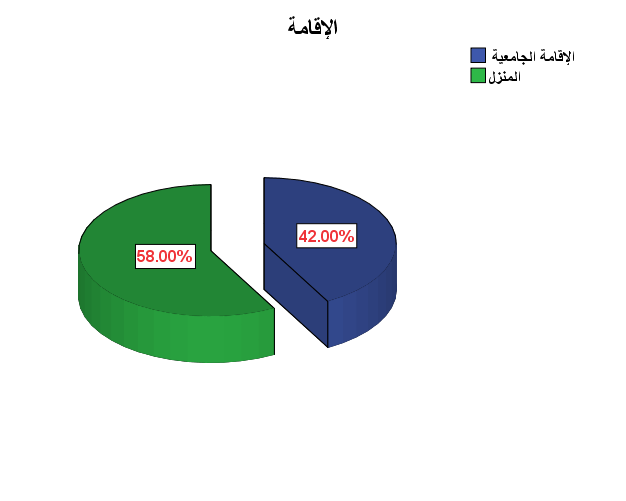 الإقامة
الإقامة الجامعية
المنزل
42.00%
58.00%